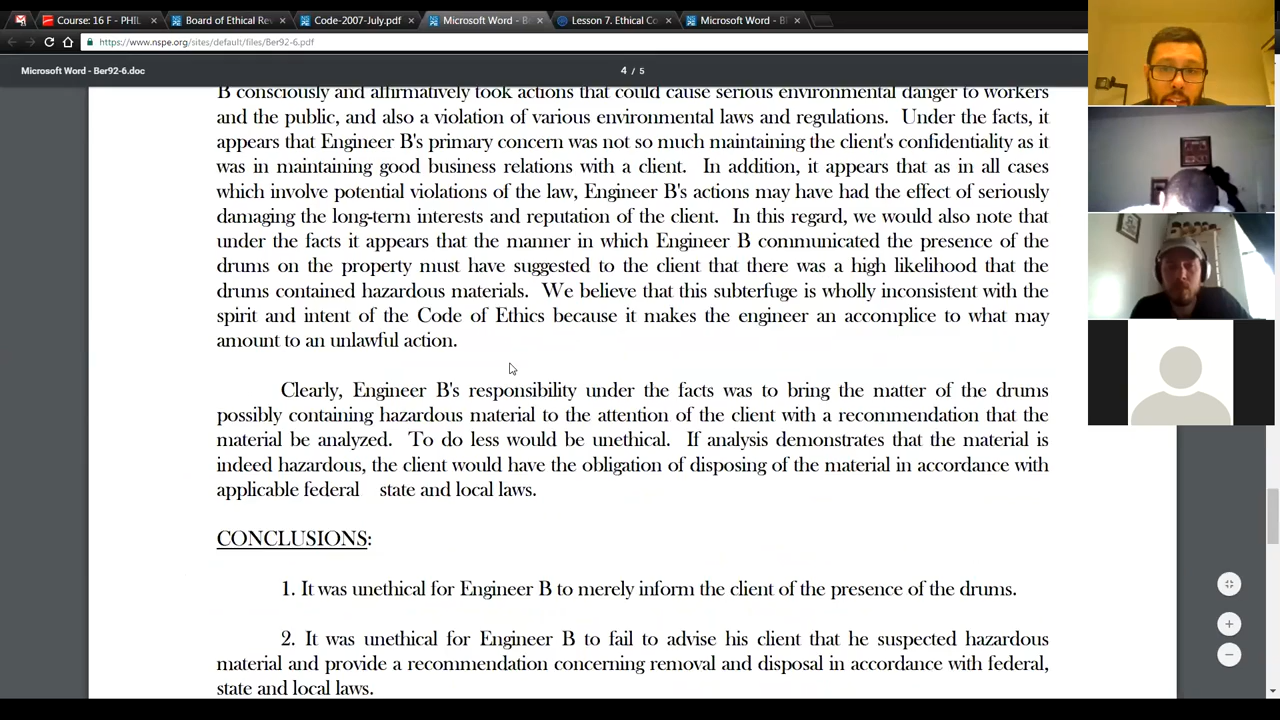 Course: 16 F - PHIL
Board of Ethical Re
Code-2007-July.pdf
Microsoft Word - Be
Lesson 7. Ethical Co
Microsoft Word - B
https://www.nspe.org/sites/default/files/Ber92-6.pdf
Microsoft Word - Ber92-6.doc
4 / 5
B consciously and affirmatively took actions that could cause serious environmental danger to workers
and the public, and also a violation of various environmental laws and regulations. Under the facts, it
appears that Engineer B's primary concern was not so much maintaining the client's confidentiality as it
was in maintaining good business relations with a client. In addition, it appears that as in all cases
which involve potential violations of the law, Engineer B's actions may have had the effect of seriously
damaging the long-term interests and reputation of the client. In this regard, we would also note that
under the facts it appears that the manner in which Engineer B communicated the presence of the
drums on the property must have suggested to the client that there was a high likelihood that the
drums contained hazardous materials. We believe that this subterfuge is wholly inconsistent with the
spirit and intent of the Code of Ethics because it makes the engineer an accomplice to what may
amount to an unlawful action.
Clearly, Engineer B's responsibility under the facts was to bring the matter of the drums
possibly containing hazardous material to the attention of the client with a recommendation that the
material be analyzed. To do less would be unethical. If analysis demonstrates that the material is
indeed hazardous, the client would have the obligation of disposing of the material in accordance with
applicable federal state and local laws.
CONCLUSIONS:
1. It was unethical for Engineer B to merely inform the client of the presence of the drums.
2. It was unethical for Engineer B to fail to advise his client that he suspected hazardous
material and provide a recommendation concerning removal and disposal in accordance with federal,
state and local laws.